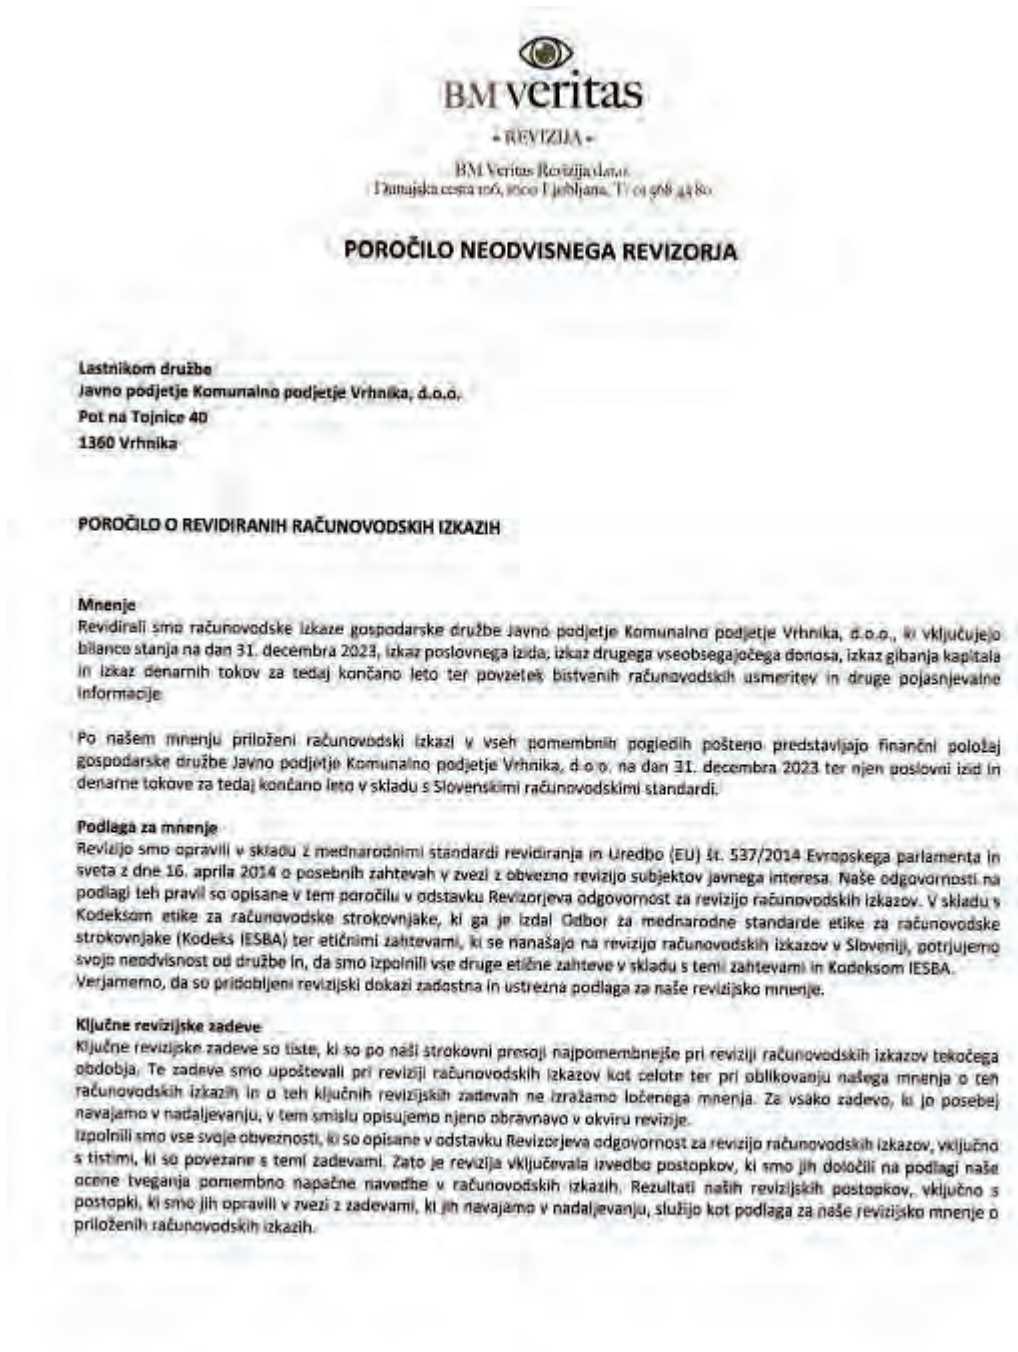 BM veritas
- REVIZIJA -
BM Veritas Revizija d.o.o.
Dunajska cesta 106, 1000 Ljubljana, T/ 01 568 44 80
POROČILO NEODVISNEGA REVIZORJA
Lastnikom družbe
Javno podjetje Komunalno podjetje Vrhnika, d.o.o.
Pot na Tojnice 40
1360 Vrhnika
POROČILO O REVIDIRANIH RAČUNOVODSKIH IZKAZIH
Mnenje
Revidirali smo računovodske izkaze gospodarske družbe Javno podjetje Komunalno podjetje Vrhnika, d.o.o., ki vključujejo
bilanco stanja na dan 31. decembra 2023, izkaz poslovnega izida, izkaz drugega vseobsegajočega donosa, izkaz gibanja kapitala
in izkaz denarnih tokov za tedaj končano leto ter povzetek bistvenih računovodskih usmeritev in druge pojasnjevalne
informacije.
Po našem mnenju priloženi računovodski izkazi v vseh pomembnih pogledih pošteno predstavljajo finančni položaj
gospodarske družbe Javno podjetje Komunalno podjetje Vrhnika, d.o.o. na dan 31. decembra 2023 ter njen poslovni izid in
denarne tokove za tedaj končano leto v skladu s Slovenskimi računovodskimi standardi.
Podlaga za mnenje
Revizijo smo opravili v skladu z mednarodnimi standardi revidiranja in Uredbo (EU) št. 537/2014 Evropskega parlamenta in
sveta z dne 16. aprila 2014 o posebnih zahtevah v zvezi z obvezno revizijo subjektov javnega interesa. Naše odgovornosti na
podlagi teh pravil so opisane v tem poročilu v odstavku Revizorjeva odgovornost za revizijo računovodskih izkazov. V skladu s
Kodeksom etike za računovodske strokovnjake, ki ga je izdal Odbor za mednarodne standarde etike za računovodske
strokovnjake (Kodeks IESBA) ter etičnimi zahtevami, ki se nanašajo na revizijo računovodskih izkazov v Sloveniji, potrjujemo
svojo neodvisnost od družbe in, da smo izpolnili vse druge etične zahteve v skladu s temi zahtevami in Kodeksom IESBA.
Verjamemo, da so pridobljeni revizijski dokazi zadostna in ustrezna podlaga za naše revizijsko mnenje.
Ključne revizijske zadeve
Ključne revizijske zadeve so tiste, ki so po naši strokovni presoji najpomembnejše pri reviziji računovodskih izkazov tekočega
obdobja. Te zadeve smo upoštevali pri reviziji računovodskih izkazov kot celote ter pri oblikovanju našega mnenja o teh
računovodskih izkazih in o teh ključnih revizijskih zadevah ne izražamo ločenega mnenja. Za vsako zadevo, ki jo posebej
navajamo v nadaljevanju, v tem smislu opisujemo njeno obravnavo v okviru revizije.
Izpolnili smo vse svoje obveznosti, ki so opisane v odstavku Revizorjeva odgovornost za revizijo računovodskih izkazov, vključno
s tistimi, ki so povezane s temi zadevami. Zato je revizija vključevala izvedbo postopkov, ki smo jih določili na podlagi naše
ocene tveganja pomembno napačne navedbe v računovodskih izkazih. Rezultati naših revizijskih postopkov, vključno s
postopki, ki smo jih opravili v zvezi z zadevami, ki jih navajamo v nadaljevanju, služijo kot podlaga za naše revizijsko mnenje o
priloženih računovodskih izkazih.